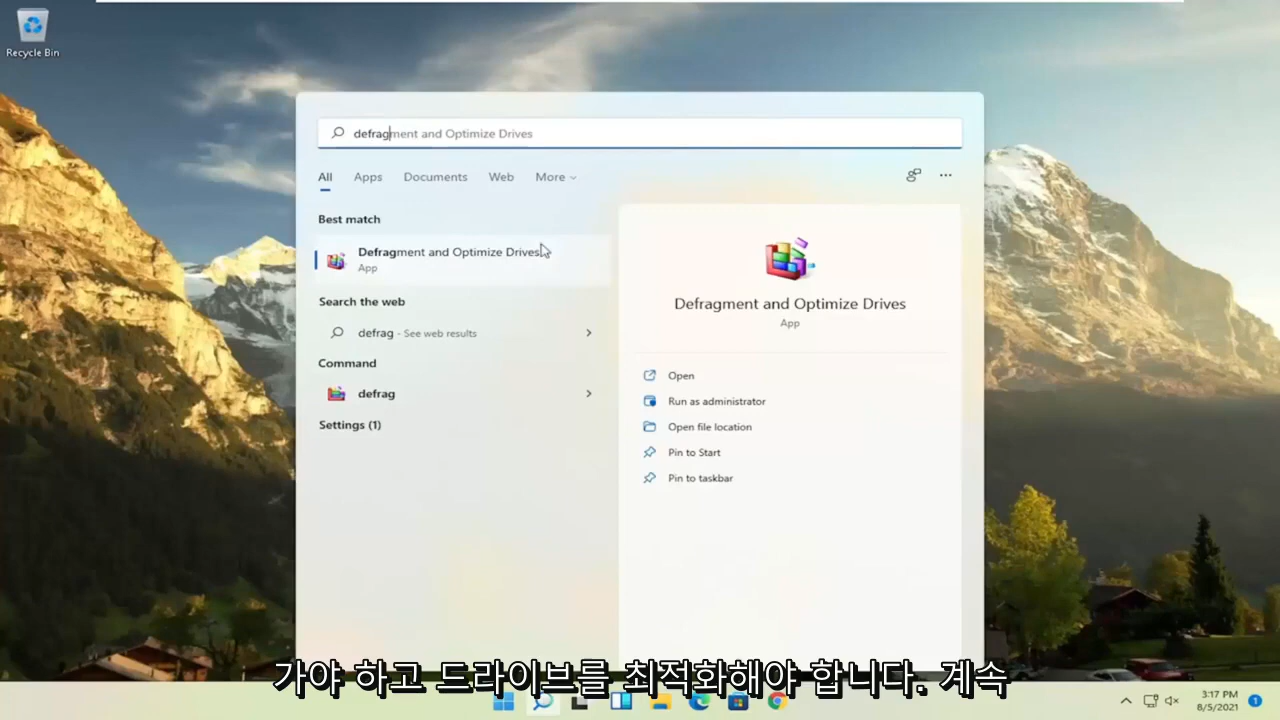 Recycle Bin
defragment and Optimize Drives
All Apps Documents Web More
Best match
Defragment and Optimize Drives
App
Search the web
defrag - See web results
Command
defrag
Settings (1)
Defragment and Optimize Drives
App
Open
Run as administrator
Open file location
Pin to Start
Pin to taskbar
가야 하고 드라이브를 최적화해야 합니다. 계속
3:17 PM
8/5/2021
1